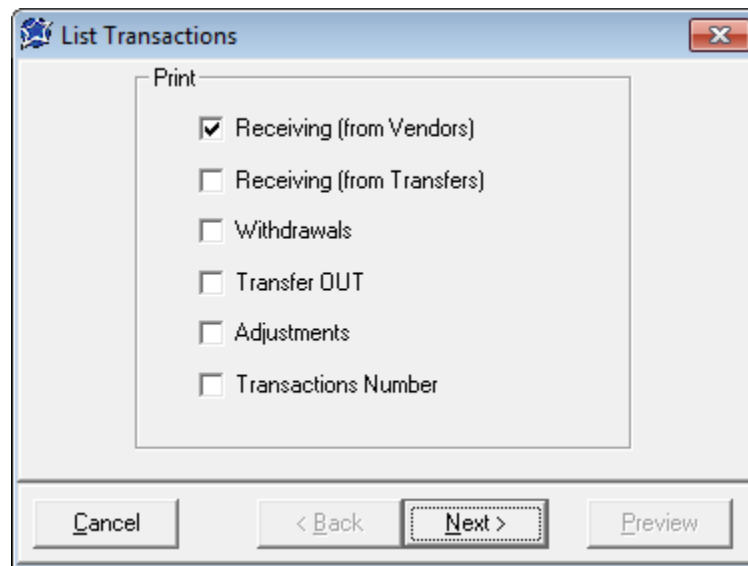 List Transactions
Print
Receiving (from Vendors)
Receiving (from Transfers)
Withdrawals
Transfer OUT
Adjustments
Transactions Number
Cancel
< Back
Next >
Preview